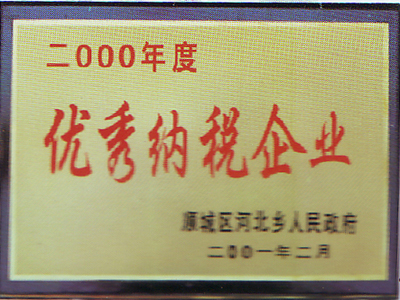 二000年度
优秀纳税企业
顺城区河北乡人民政府
二00一年二月